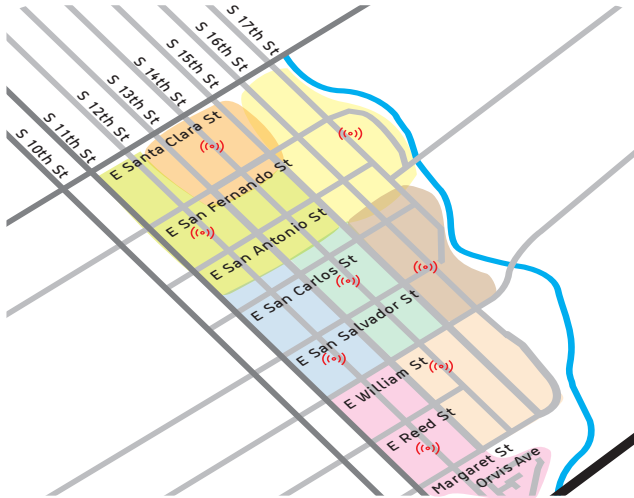 S 17th St
S 16th St
S 15th St
S 14th St
S 13th St
S 12th St
S 11th St
S 10th St
E Santa Clara St
E San Fernando St
E San Antonio St
E San Carlos St
E San Salvador St
E William St
E Reed St
Margaret St
Orvis Ave